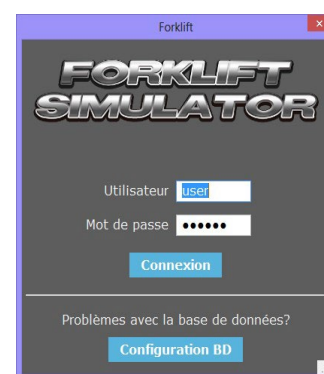 Forklift
FORKLIFT
SIMULATOR
Utilisateur user
Mot de passe ••••••
Connexion
Problèmes avec la base de données?
Configuration BD